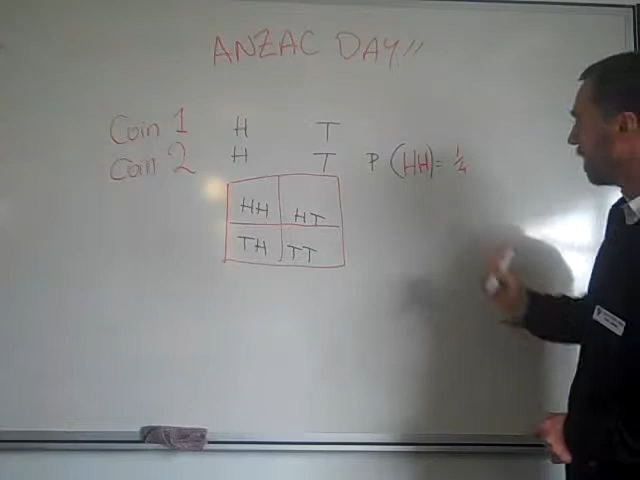 ANZAC DAY!!
Coin 1 H T
Coin 2 H T P (HH)= 1/4
HH HT
TH TT